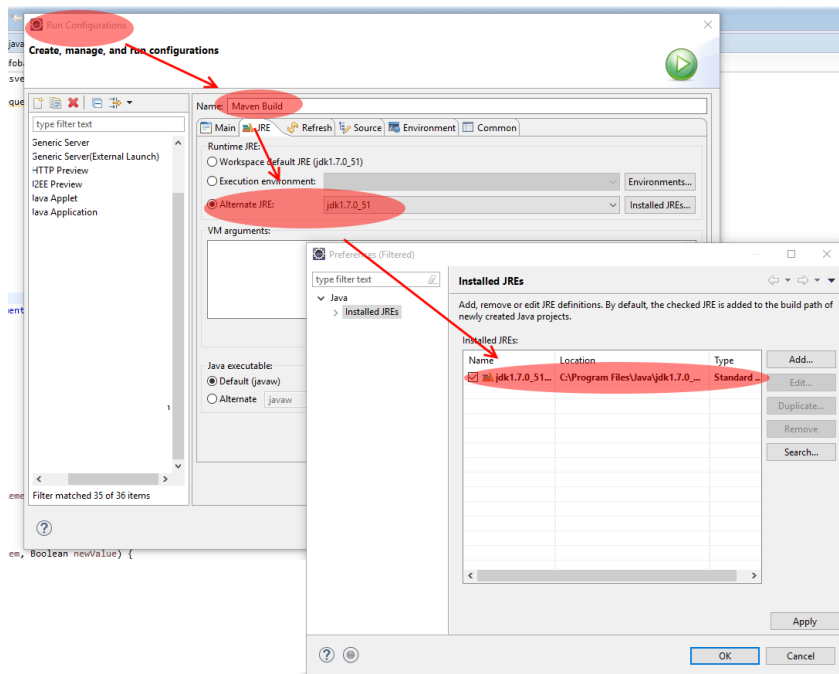 java
Run Configurations
Create, manage, and run configurations
foba
sve
que
type filter text
Generic Server
Generic Server(External Launch)
HTTP Preview
J2EE Preview
Java Applet
Java Application
Filter matched 35 of 36 items
Name: Maven Build
Main JRE Refresh Source Environment Common
Runtime JRE:
Workspace default JRE (jdk1.7.0_51)
Execution environment: Environments...
Alternate JRE: jdk1.7.0_51 Installed JREs...
VM arguments:
Java executable:
Default (javaw)
Alternate javaw
Preferences (Filtered)
type filter text
Java
Installed JREs
Installed JREs
Add, remove or edit JRE definitions. By default, the checked JRE is added to the build path of
newly created Java projects.
Installed JREs:
Name Location Type
jdk1.7.0_51... C:\Program Files\Java\jdk1.7.0_... Standard ...
Add...
Edit...
Duplicate...
Remove
Search...
Apply
OK Cancel
ment
eme
em, Boolean newValue) {